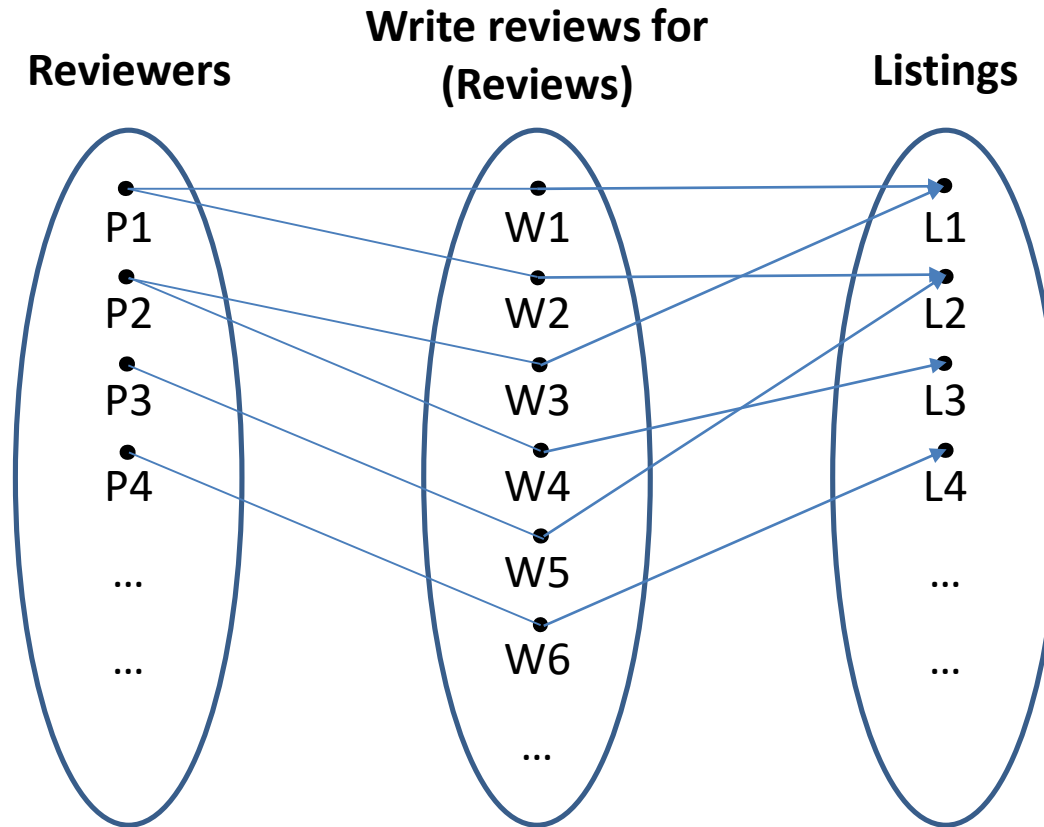 Write reviews for
(Reviews)
Reviewers
Listings
P1
P2
P3
P4
...
...
W1
W2
W3
W4
W5
W6
...
L1
L2
L3
L4
...
...